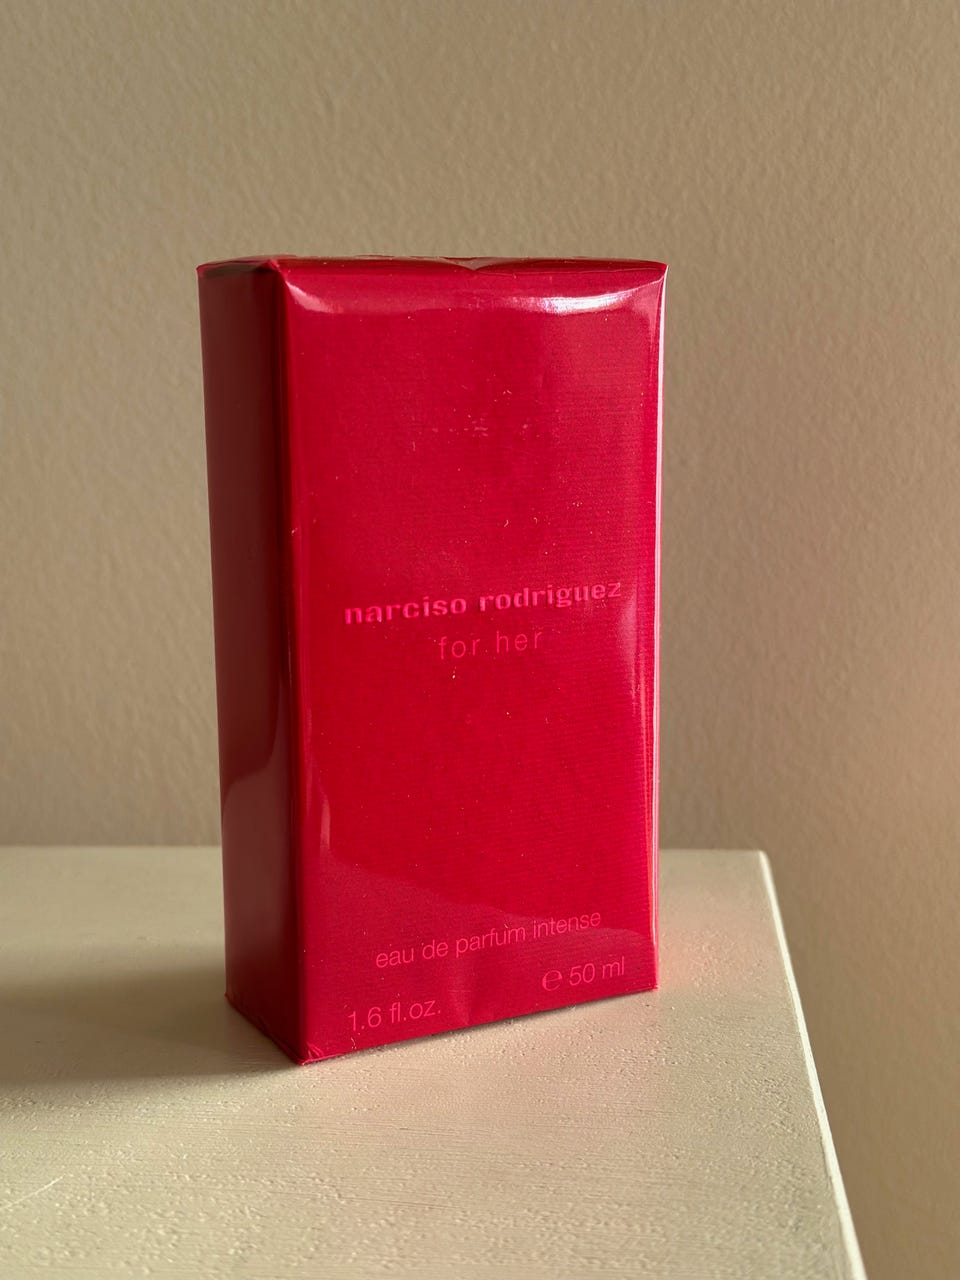 narciso rodriguez
for her
eau de parfum intense
1.6 fl.oz. ℮ 50 ml